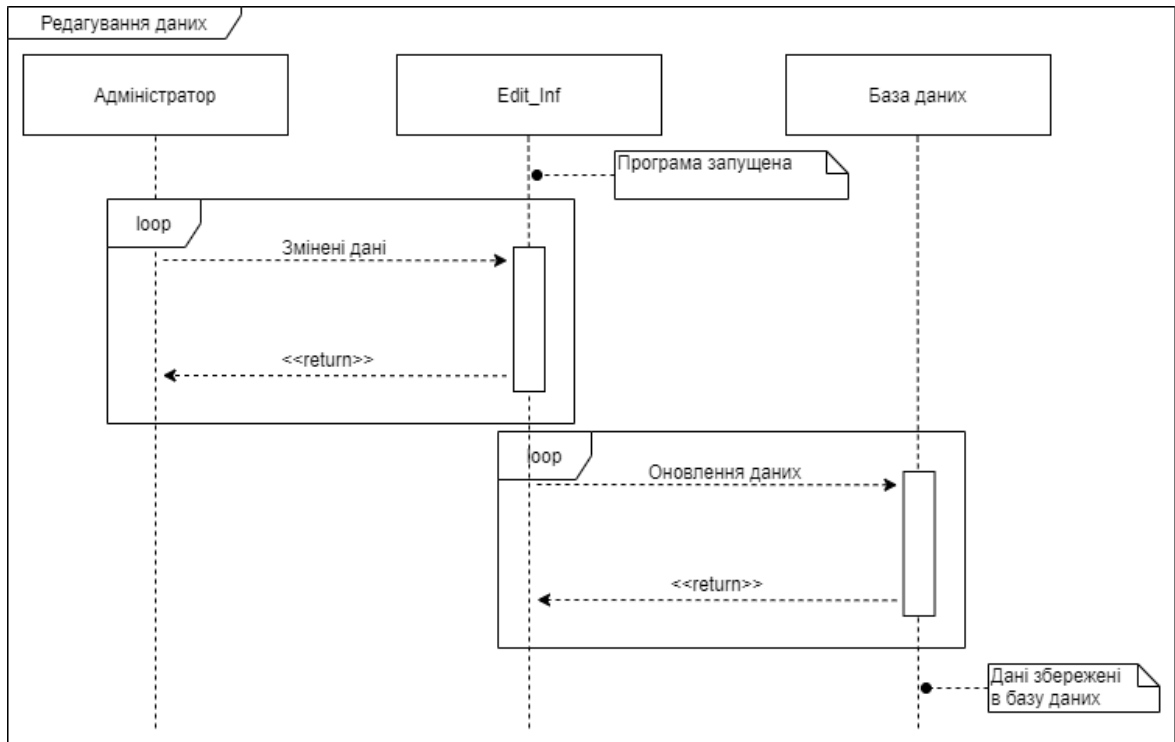 Редагування даних
Адміністратор
Edit_Inf
База даних
Програма запущена
loop
Змінені дані
<<return>>
loop
Оновлення даних
<<return>>
Дані збережені
в базу даних